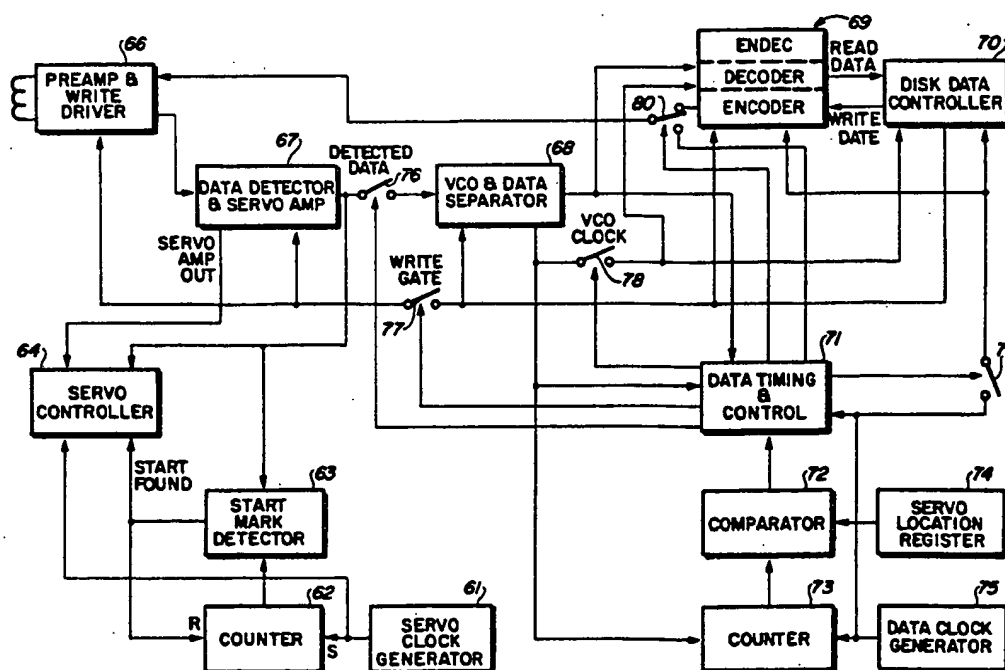 66
PREAMP &
WRITE
DRIVER
69
ENDEC
DECODER
ENCODER
READ
DATA
WRITE
DATE
70
DISK DATA
CONTROLLER
80
67
DATA DETECTOR
& SERVO AMP
DETECTED
DATA
76
68
VCO & DATA
SEPARATOR
SERVO
AMP
OUT
WRITE
GATE
77
VCO
CLOCK
78
64
SERVO
CONTROLLER
71
DATA TIMING
&
CONTROL
7
START
FOUND
63
START
MARK
DETECTOR
72
COMPARATOR
74
SERVO
LOCATION
REGISTER
62
R
COUNTER
S
61
SERVO
CLOCK
GENERATOR
73
COUNTER
75
DATA CLOCK
GENERATOR